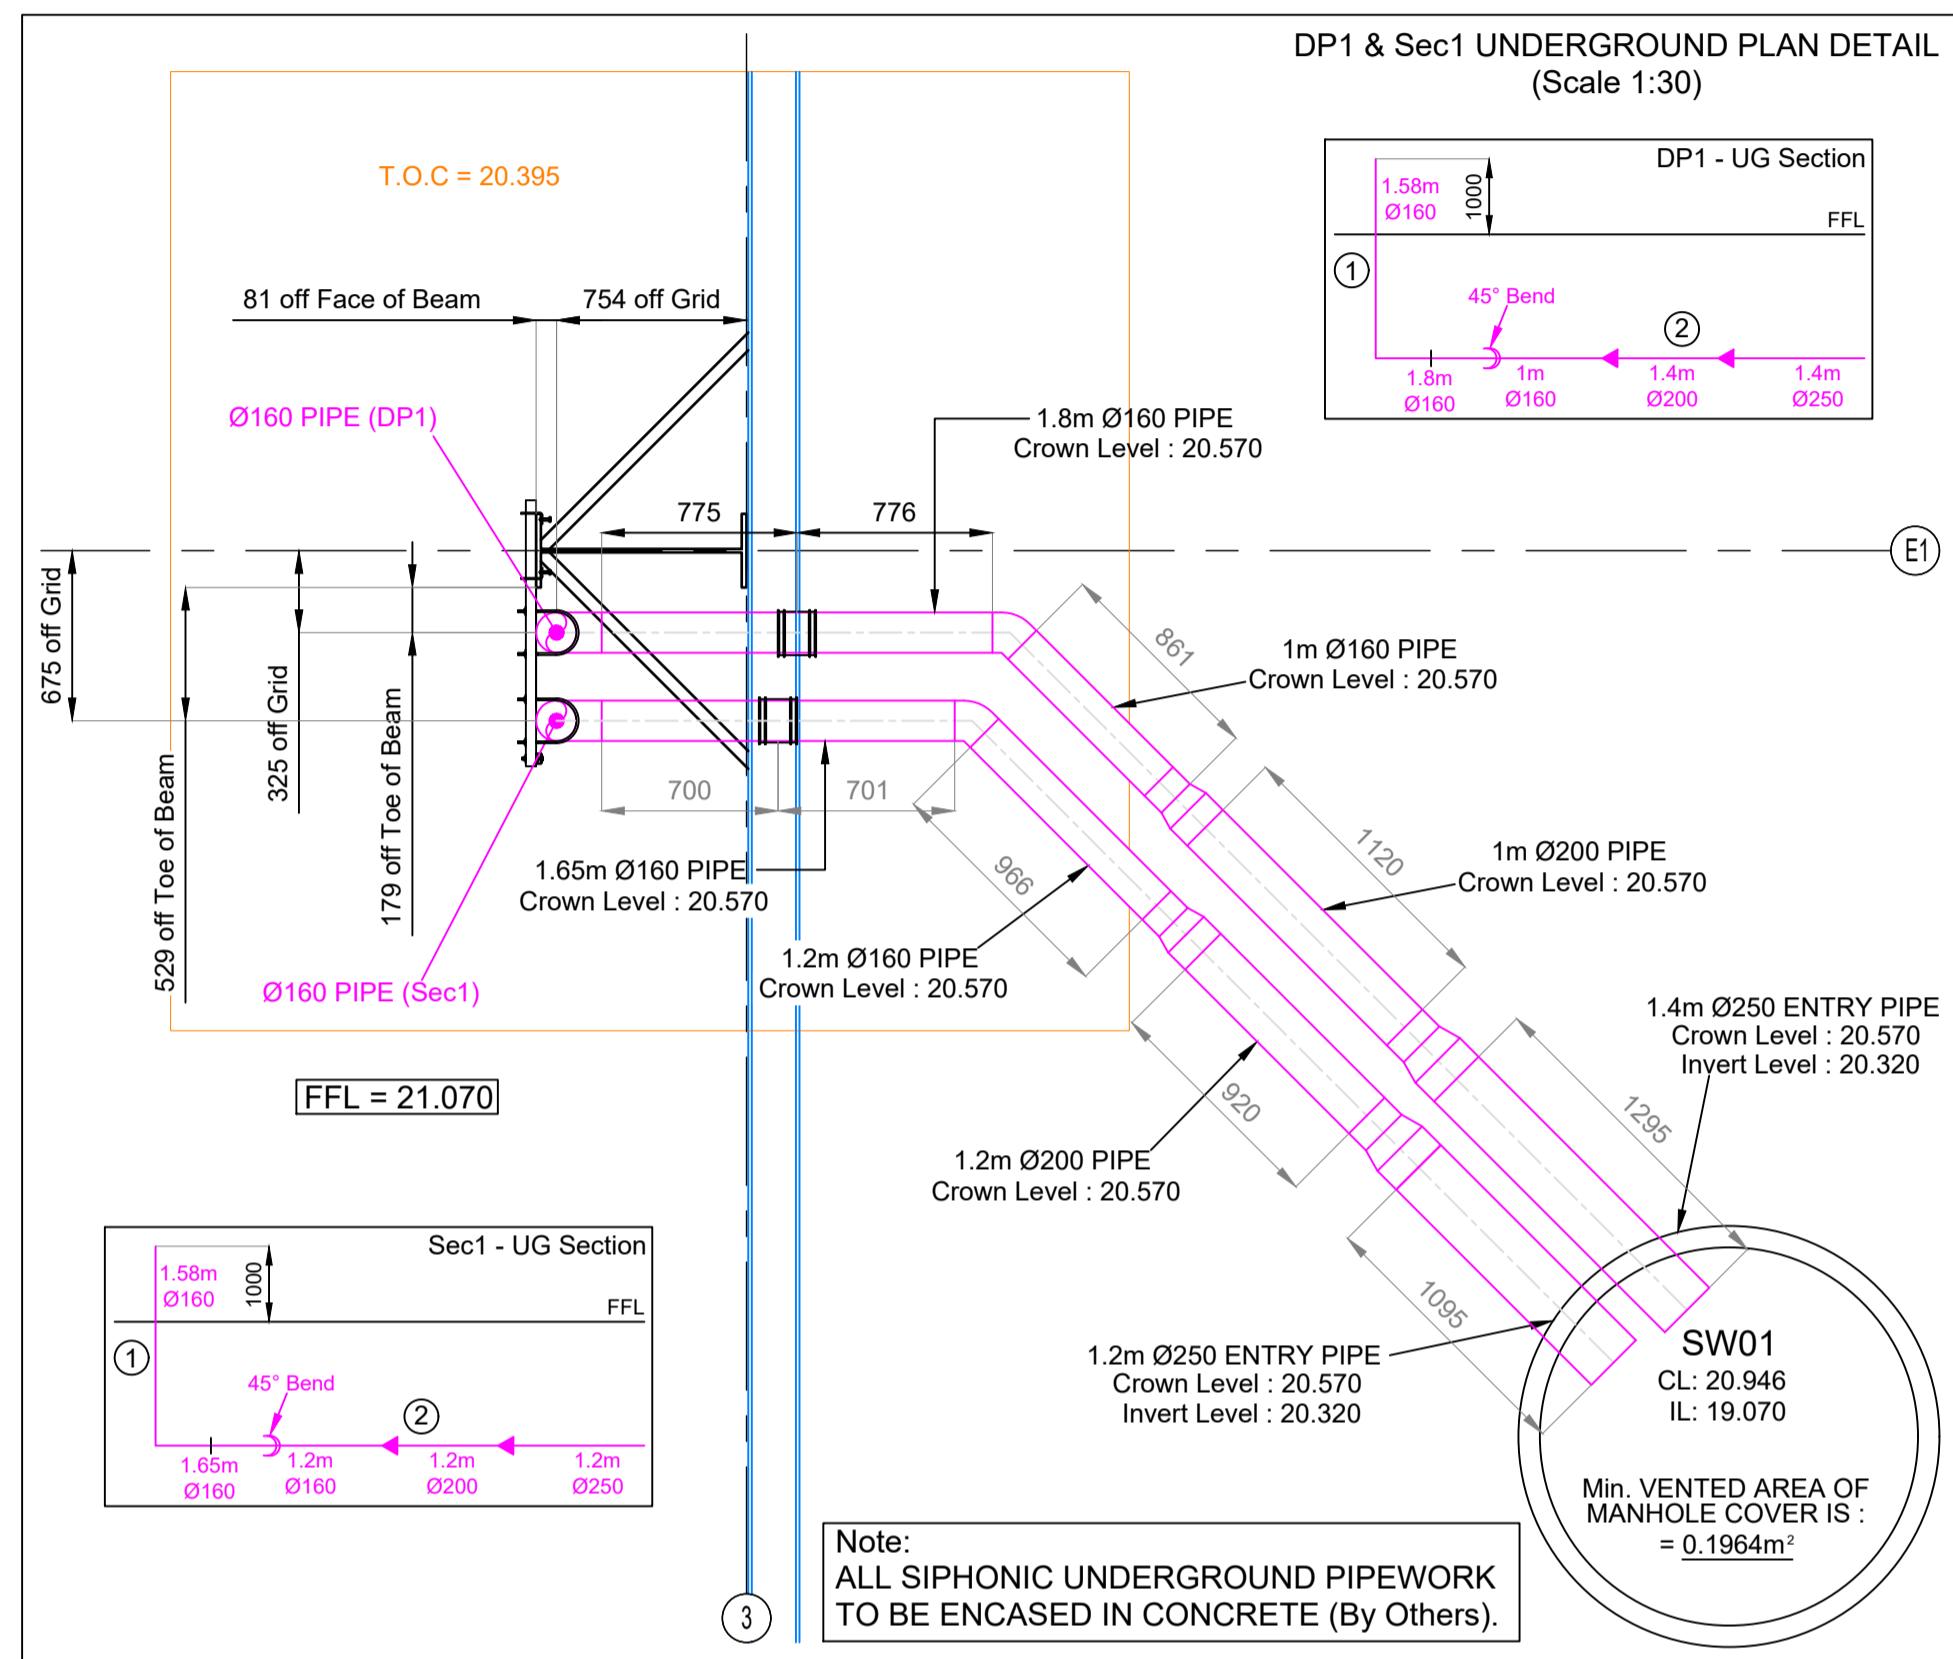 DP1 & Sec1 UNDERGROUND PLAN DETAIL
(Scale 1:30)
DP1 - UG Section
1.58m
Ø160
1000
FFL
1
45° Bend
2
1.8m
Ø160
1m
Ø160
1.4m
Ø200
1.4m
Ø250
T.O.C = 20.395
81 off Face of Beam
754 off Grid
Ø160 PIPE (DP1)
1.8m Ø160 PIPE
Crown Level : 20.570
775
776
E1
675 off Grid
325 off Grid
529 off Toe of Beam
179 off Toe of Beam
861
1m Ø160 PIPE
Crown Level : 20.570
700
701
1.65m Ø160 PIPE
Crown Level : 20.570
966
1120
1m Ø200 PIPE
Crown Level : 20.570
1.2m Ø160 PIPE
Crown Level : 20.570
Ø160 PIPE (Sec1)
1.4m Ø250 ENTRY PIPE
Crown Level : 20.570
Invert Level : 20.320
FFL = 21.070
920
1295
1.2m Ø200 PIPE
Crown Level : 20.570
Sec1 - UG Section
1.58m
Ø160
1000
FFL
1
45° Bend
2
1.65m
Ø160
1.2m
Ø160
1.2m
Ø200
1.2m
Ø250
1095
1.2m Ø250 ENTRY PIPE
Crown Level : 20.570
Invert Level : 20.320
SW01
CL: 20.946
IL: 19.070
Min. VENTED AREA OF
MANHOLE COVER IS :
= 0.1964m²
Note:
ALL SIPHONIC UNDERGROUND PIPEWORK
TO BE ENCASED IN CONCRETE (By Others).
3